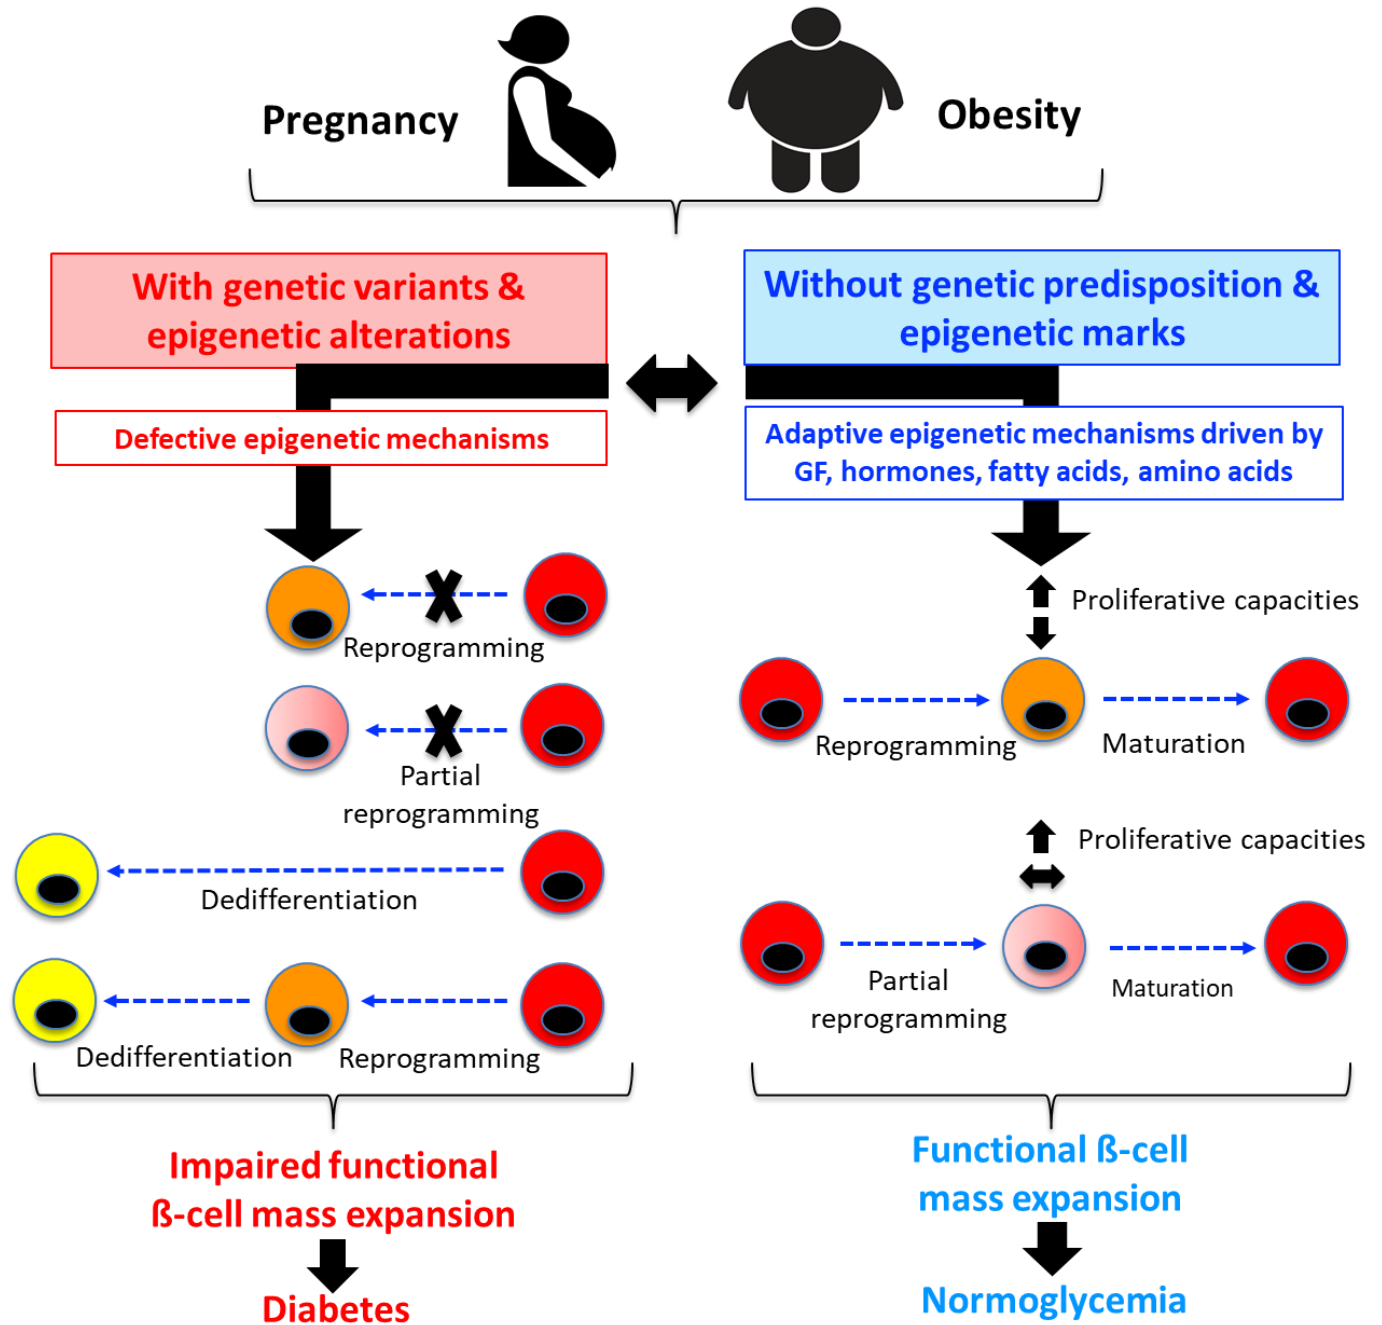 Pregnancy
Obesity
With genetic variants &
epigenetic alterations
Defective epigenetic mechanisms
Reprogramming
Partial
reprogramming
Dedifferentiation
Dedifferentiation
Reprogramming
Impaired functional
ß-cell mass expansion
Diabetes
Without genetic predisposition &
epigenetic marks
Adaptive epigenetic mechanisms driven by
GF, hormones, fatty acids, amino acids
Proliferative capacities
Reprogramming
Maturation
Proliferative capacities
Partial
reprogramming
Maturation
Functional ß-cell
mass expansion
Normoglycemia